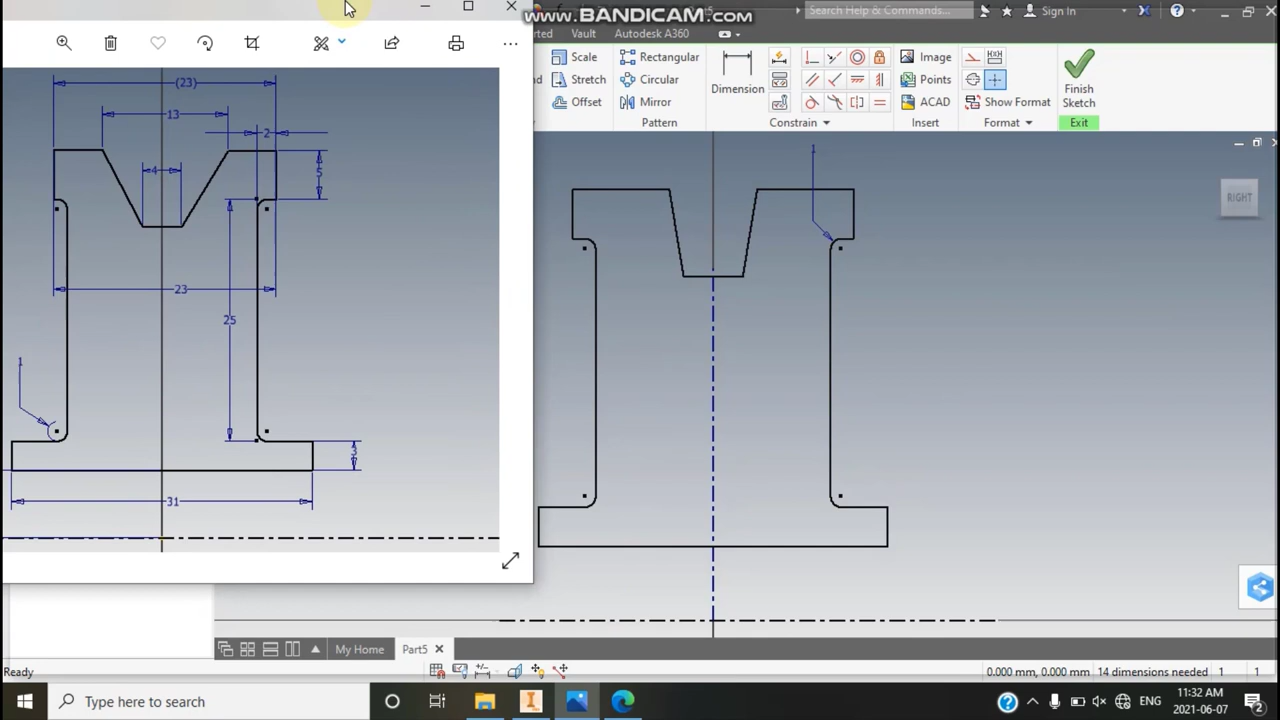 www.BANDICAM.com
Search Help & Commands...
Sign In
Vault
Autodesk A360
Scale
Stretch
Offset
Rectangular
Circular
Mirror
Pattern
Dimension
Constrain
Image
Points
ACAD
Insert
Show Format
Format
Finish
Sketch
Exit
(23)
13
2
4
5
23
25
1
3
31
1
RIGHT
My Home
Part5
Ready
0.000 mm, 0.000 mm
14 dimensions needed
1
1
Type here to search
ENG
11:32 AM
2021-06-07
2